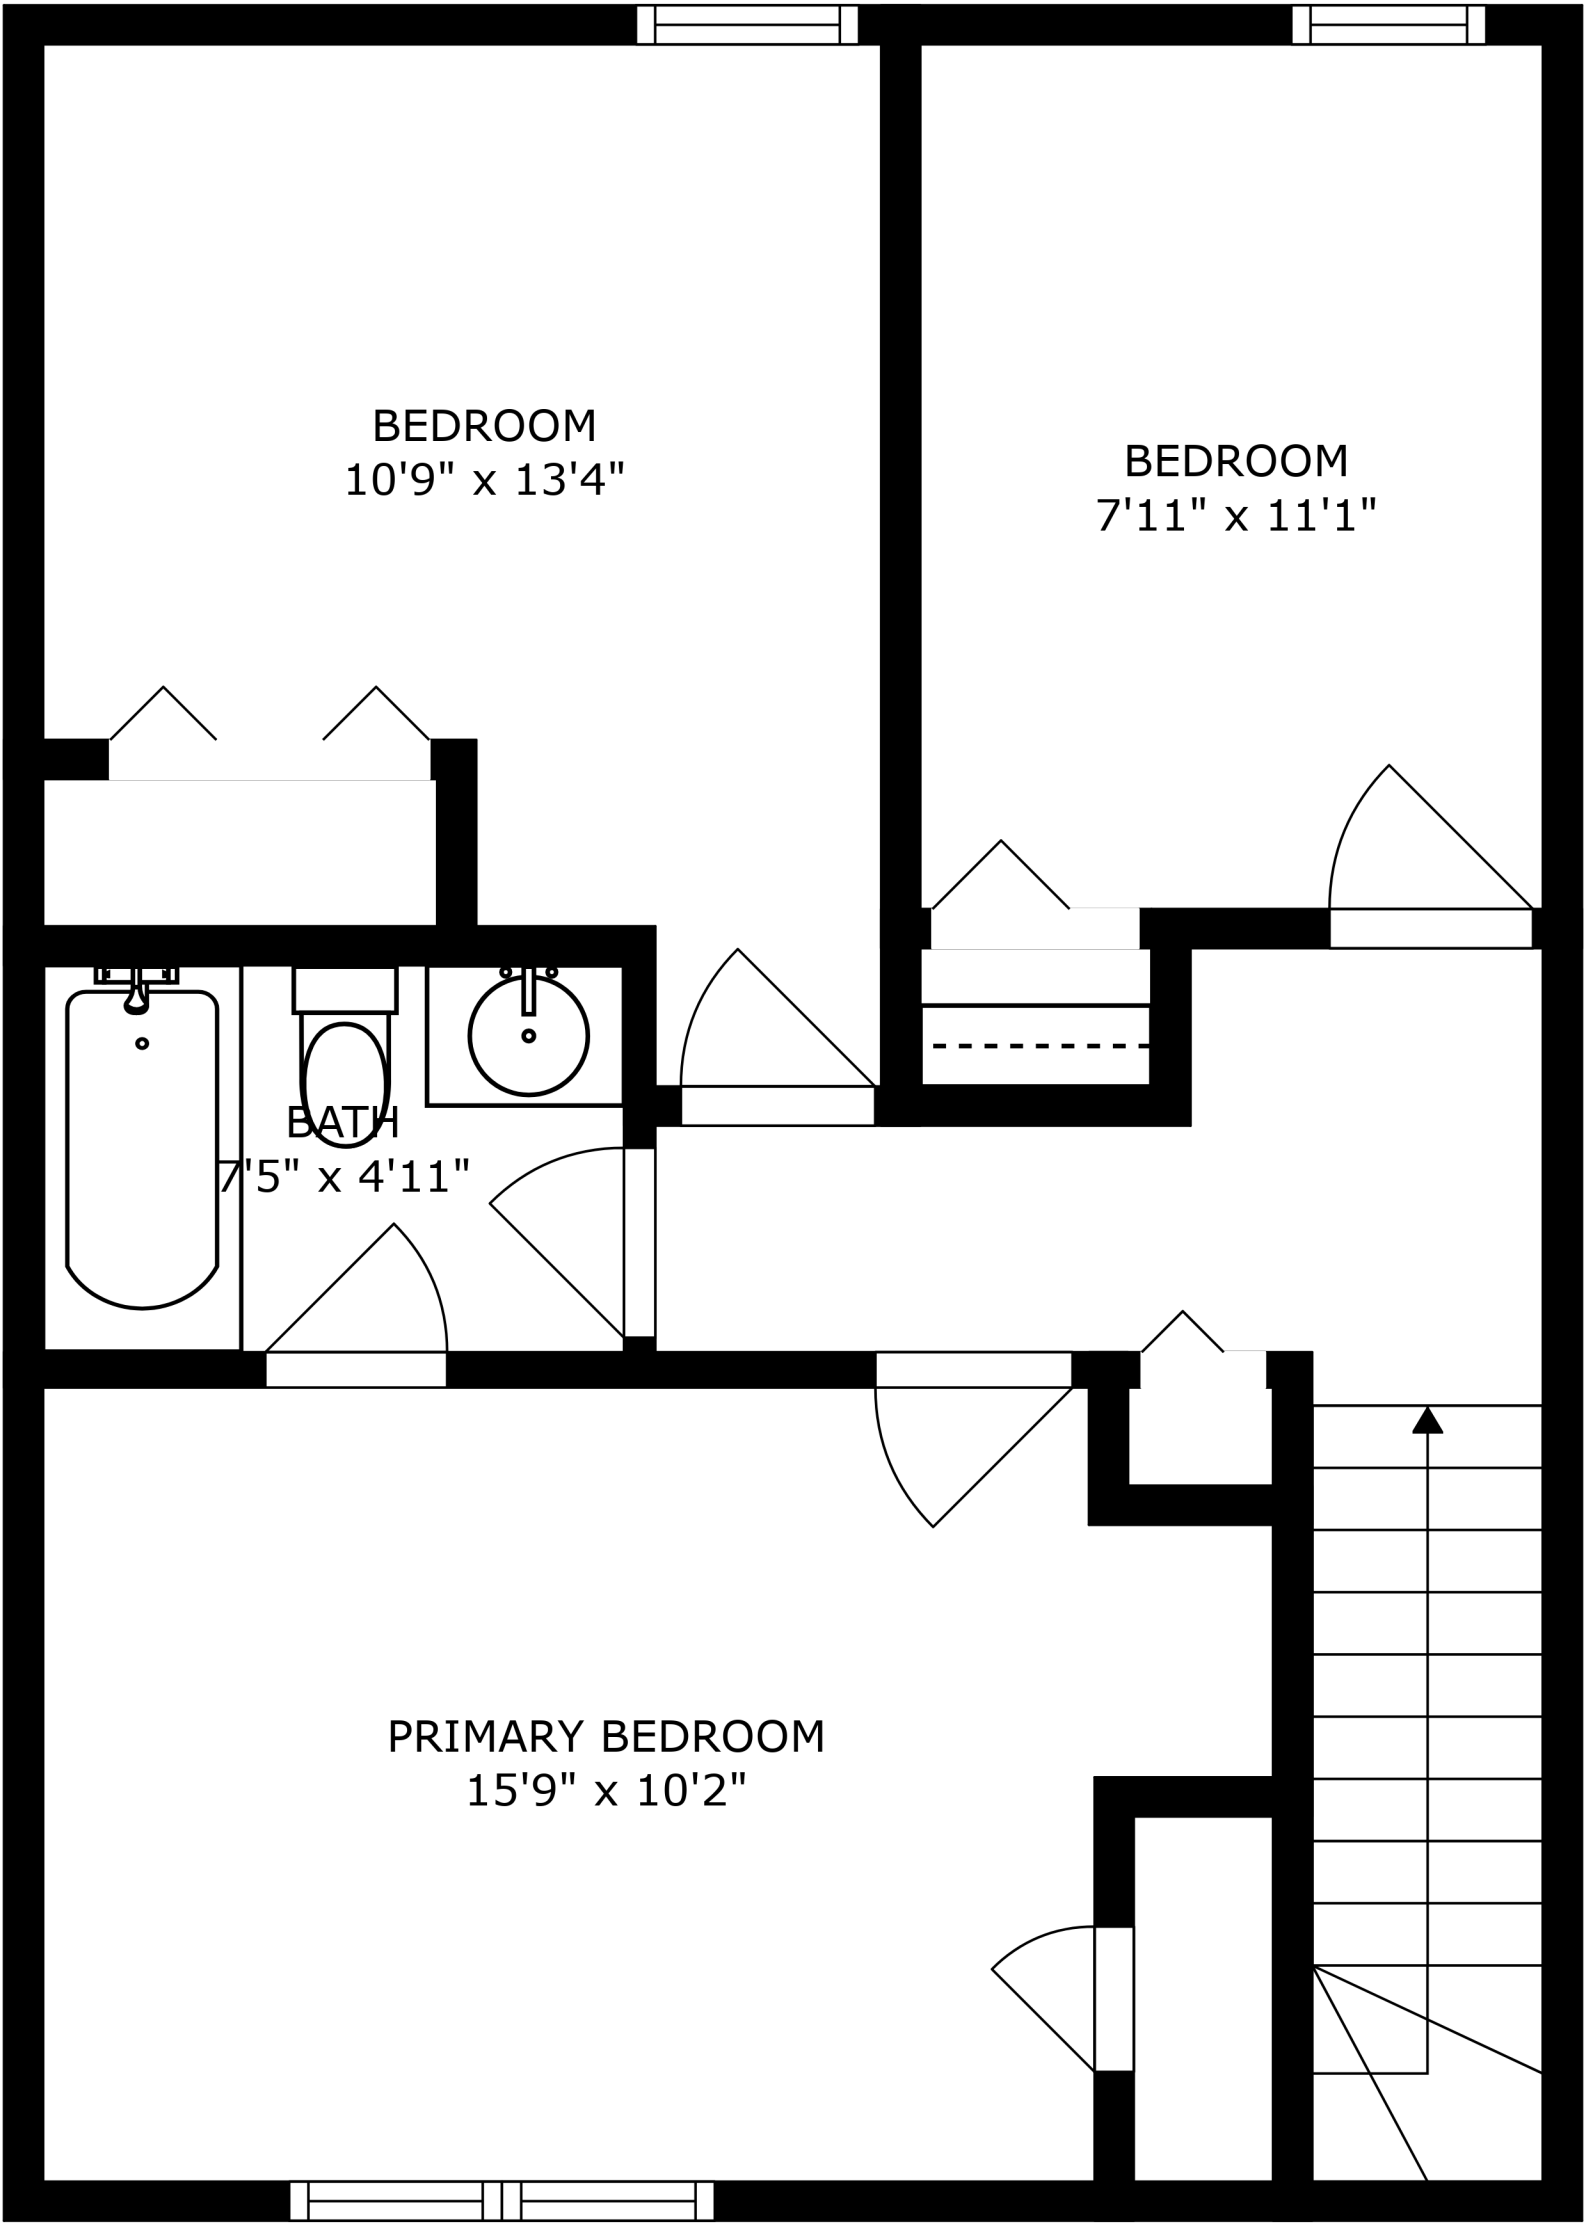 BEDROOM
10'9" x 13'4"
BEDROOM
7'11" x 11'1"
BATH
7'5" x 4'11"
PRIMARY BEDROOM
15'9" x 10'2"